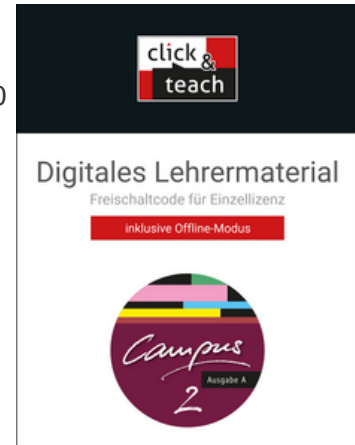 click &
teach
Digitales Lehrermaterial
Freischaltcode für Einzellizenz
inklusive Offline-Modus
Campus
Ausgabe A
2